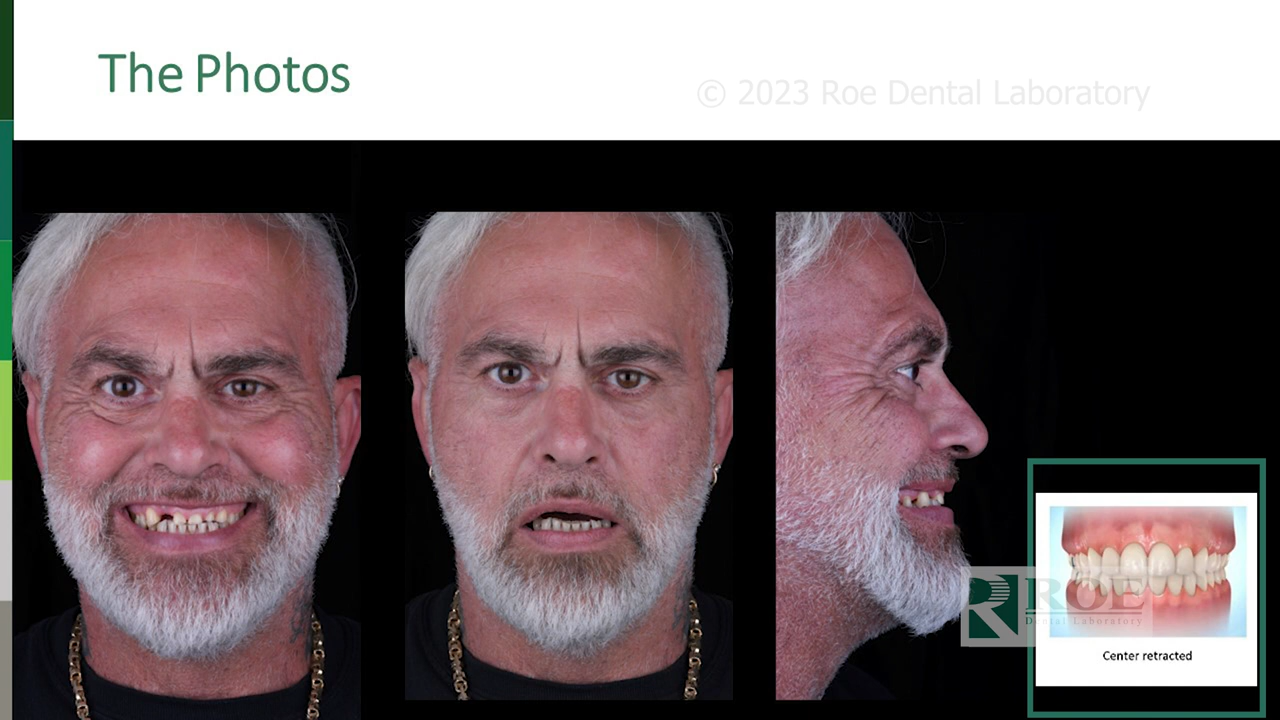 The Photos
© 2023 Roe Dental Laboratory
R ROE
Dental Laboratory
Center retracted